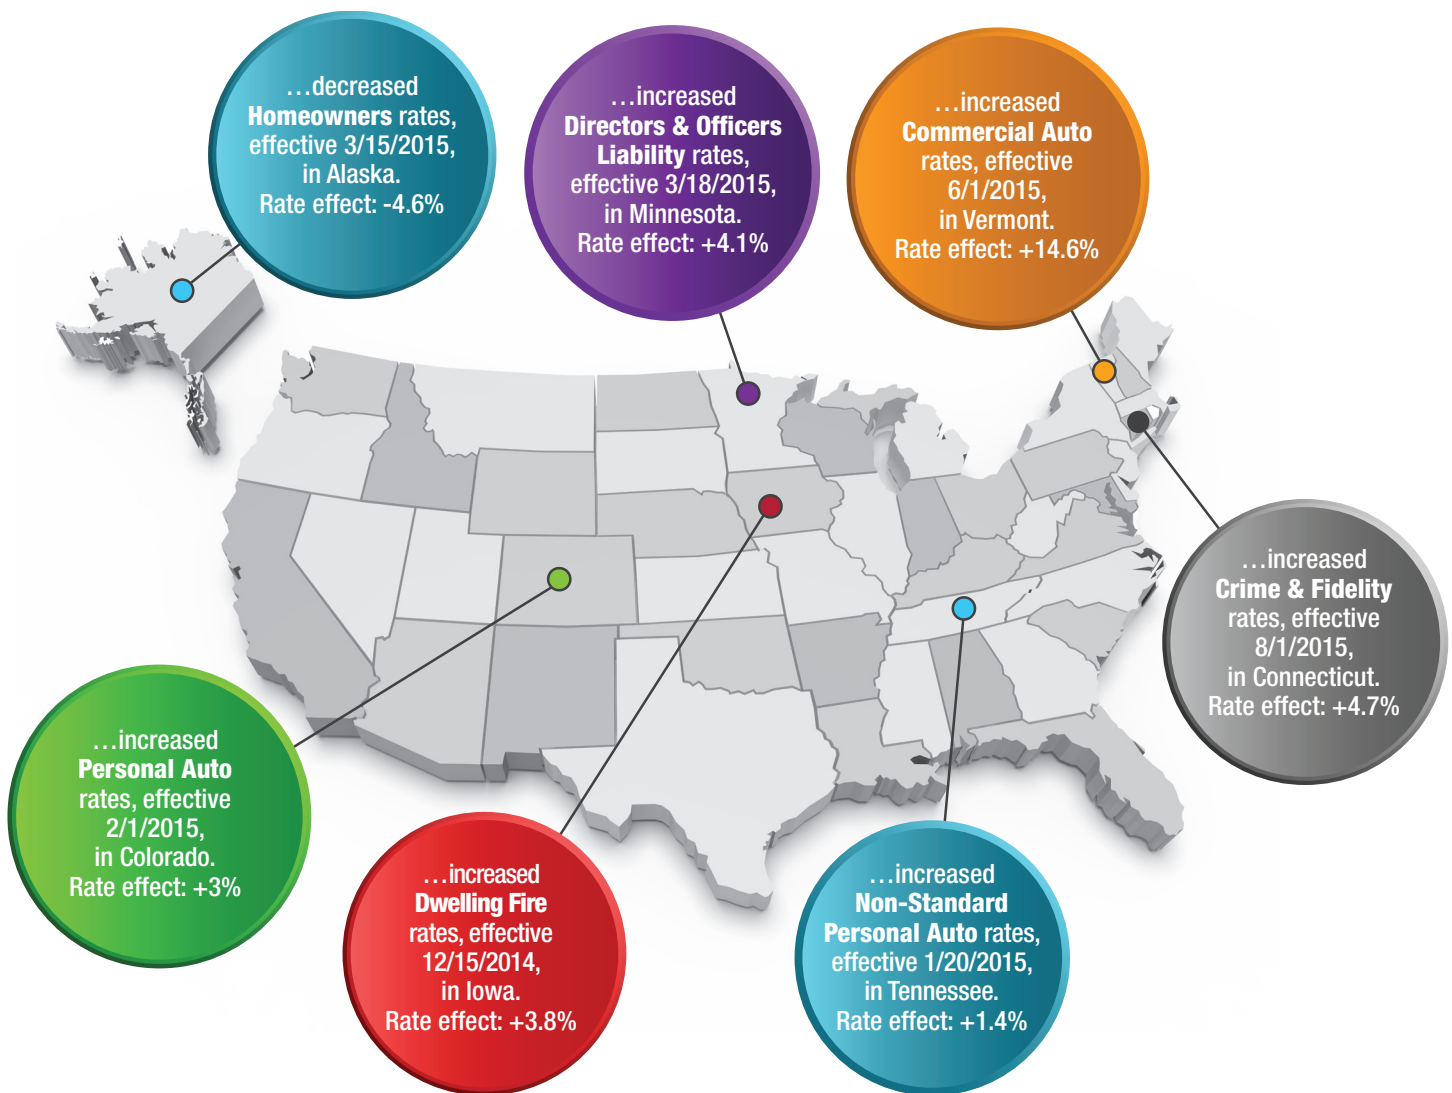 …decreased
Homeowners rates,
effective 3/15/2015,
in Alaska.
Rate effect: -4.6%
…increased
Directors & Officers
Liability rates,
effective 3/18/2015,
in Minnesota.
Rate effect: +4.1%
…increased
Commercial Auto
rates, effective
6/1/2015,
in Vermont.
Rate effect: +14.6%
…increased
Crime & Fidelity
rates, effective
8/1/2015,
in Connecticut.
Rate effect: +4.7%
…increased
Personal Auto
rates, effective
2/1/2015,
in Colorado.
Rate effect: +3%
…increased
Dwelling Fire
rates, effective
12/15/2014,
in Iowa.
Rate effect: +3.8%
…increased
Non-Standard
Personal Auto rates,
effective 1/20/2015,
in Tennessee.
Rate effect: +1.4%